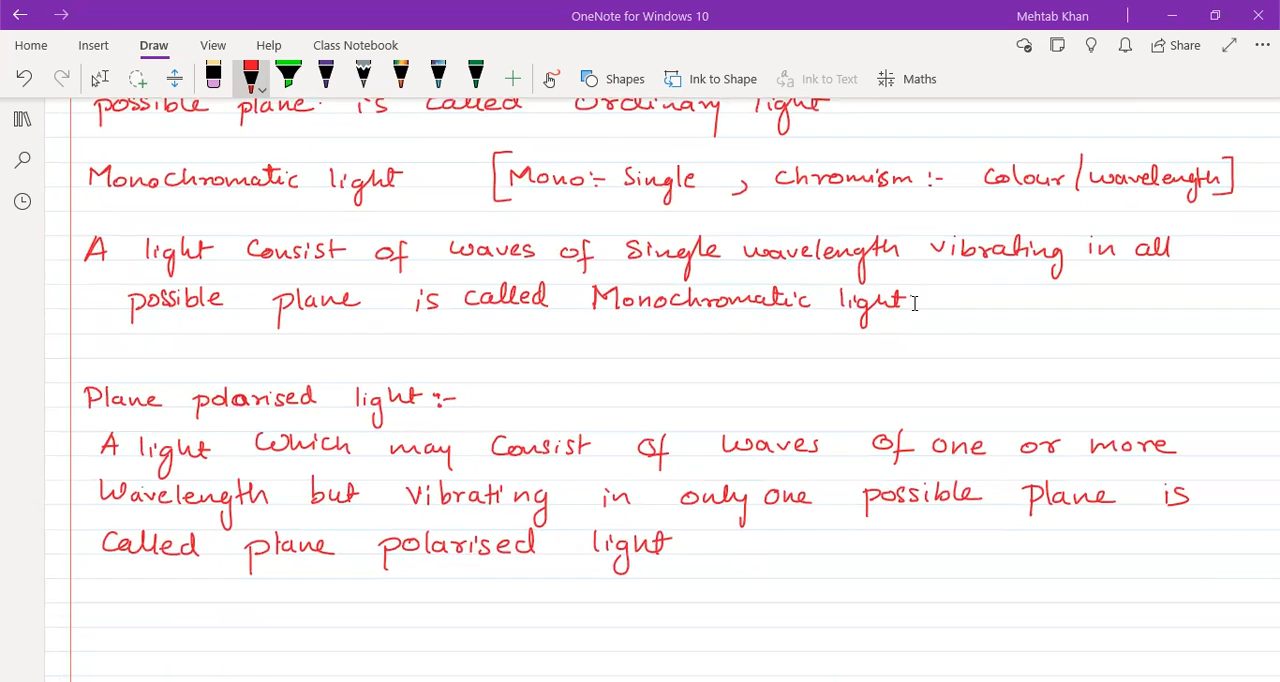 OneNote for Windows 10
Mehtab Khan
Home Insert Draw View Help Class Notebook
Share
Shapes Ink to Shape Ink to Text Maths
possible plane. is called Ordinary light
Monochromatic light [Mono:- Single , chromism :- colour/wavelength]
A light consist of waves of single wavelength vibrating in all
possible plane is called Monochromatic light
Plane polarised light :-
A light which may consist of waves of one or more
wavelength but vibrating in only one possible plane is
called plane polarised light